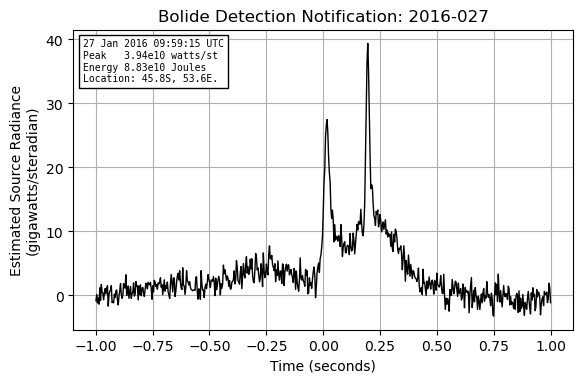 Bolide Detection Notification: 2016-027
27 Jan 2016 09:59:15 UTC
Peak   3.94e10 watts/st
Energy 8.83e10 Joules
Location: 45.8S, 53.6E.
Estimated Source Radiance
(gigawatts/steradian)
40
30
20
10
0
−1.00 −0.75 −0.50 −0.25 0.00 0.25 0.50 0.75 1.00
Time (seconds)